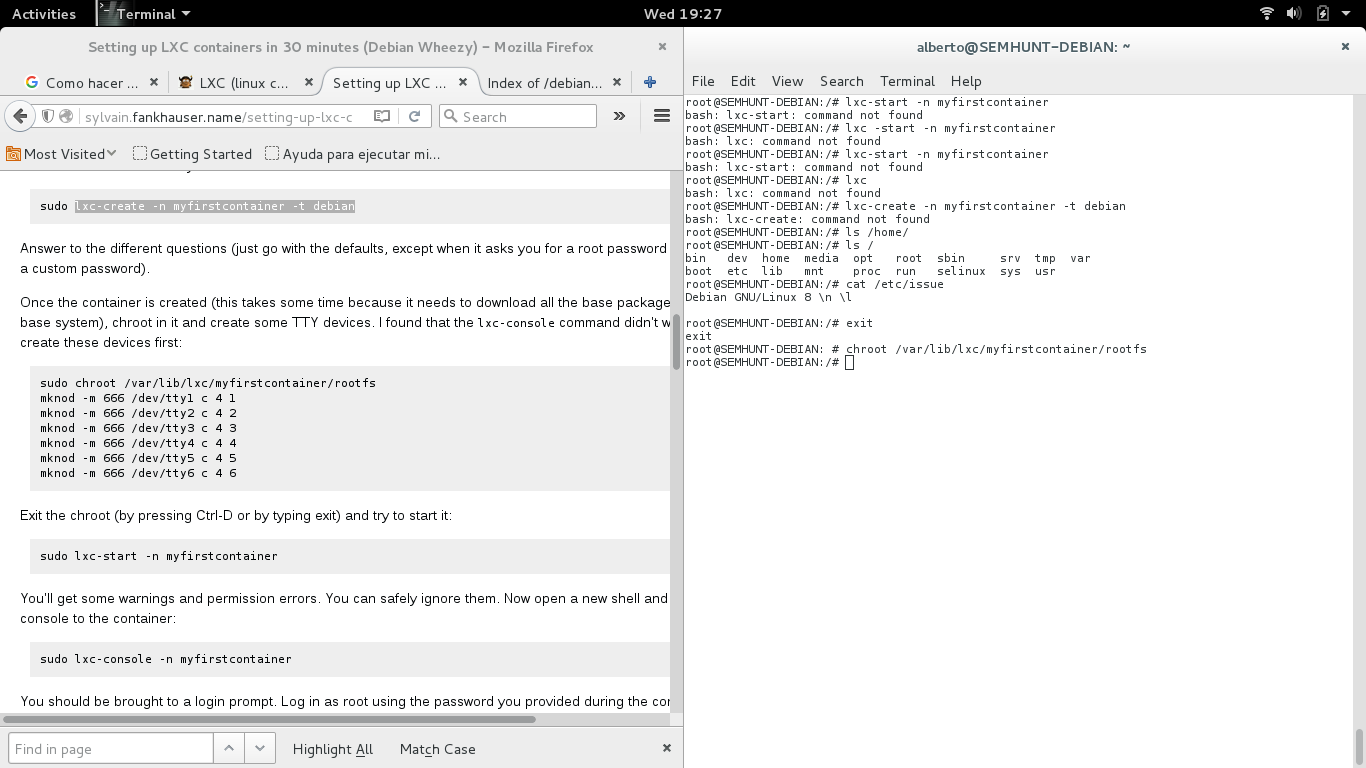 Activities Terminal Wed 19:27
Setting up LXC containers in 30 minutes (Debian Wheezy) - Mozilla Firefox
Como hacer ... LXC (linux c... Setting up LXC ... Index of /debian...
sylvain.fankhauser.name/setting-up-lxc-c Search
Most Visited Getting Started Ayuda para ejecutar mi...
sudo lxc-create -n myfirstcontainer -t debian
Answer to the different questions (just go with the defaults, except when it asks you for a root password
a custom password).
Once the container is created (this takes some time because it needs to download all the base package
base system), chroot in it and create some TTY devices. I found that the lxc-console command didn't w
create these devices first:
sudo chroot /var/lib/lxc/myfirstcontainer/rootfs
mknod -m 666 /dev/tty1 c 4 1
mknod -m 666 /dev/tty2 c 4 2
mknod -m 666 /dev/tty3 c 4 3
mknod -m 666 /dev/tty4 c 4 4
mknod -m 666 /dev/tty5 c 4 5
mknod -m 666 /dev/tty6 c 4 6
Exit the chroot (by pressing Ctrl-D or by typing exit) and try to start it:
sudo lxc-start -n myfirstcontainer
You'll get some warnings and permission errors. You can safely ignore them. Now open a new shell and
console to the container:
sudo lxc-console -n myfirstcontainer
You should be brought to a login prompt. Log in as root using the password you provided during the
Find in page Highlight All Match Case
alberto@SEMHUNT-DEBIAN: ~
File Edit View Search Terminal Help
root@SEMHUNT-DEBIAN:/# lxc-start -n myfirstcontainer
bash: lxc-start: command not found
root@SEMHUNT-DEBIAN:/# lxc -start -n myfirstcontainer
bash: lxc: command not found
root@SEMHUNT-DEBIAN:/# lxc-start -n myfirstcontainer
bash: lxc-start: command not found
root@SEMHUNT-DEBIAN:/# lxc
bash: lxc: command not found
root@SEMHUNT-DEBIAN:/# lxc-create -n myfirstcontainer -t debian
bash: lxc-create: command not found
root@SEMHUNT-DEBIAN:/# ls /home/
root@SEMHUNT-DEBIAN:/# ls /
bin dev home media opt root sbin srv tmp var
boot etc lib mnt proc run selinux sys usr
root@SEMHUNT-DEBIAN:/# cat /etc/issue
Debian GNU/Linux 8 \n \l
root@SEMHUNT-DEBIAN:/# exit
exit
root@SEMHUNT-DEBIAN: # chroot /var/lib/lxc/myfirstcontainer/rootfs
root@SEMHUNT-DEBIAN:/#